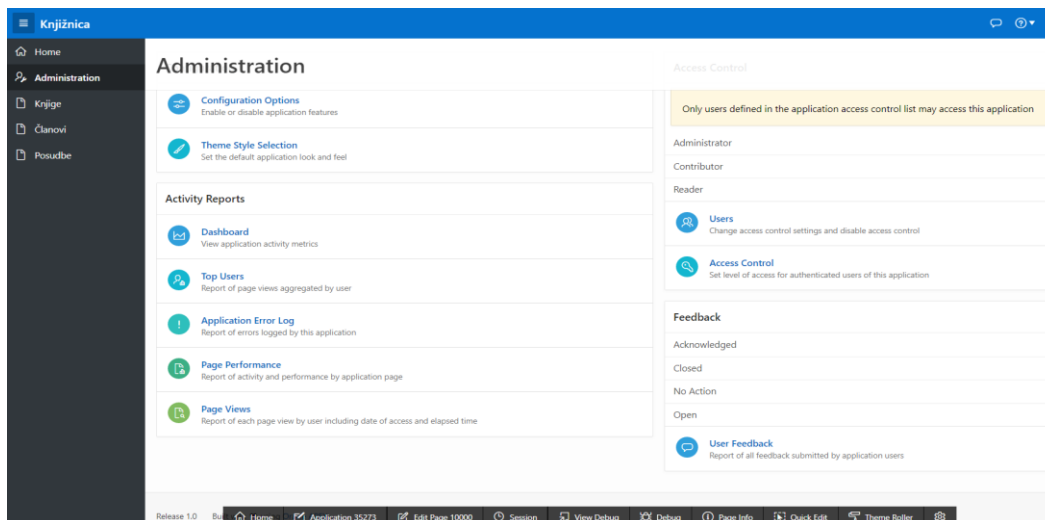 Knjižnica
Home
Administration
Knjige
Članovi
Posudbe
Administration
Configuration Options
Enable or disable application features
Theme Style Selection
Set the default application look and feel
Activity Reports
Dashboard
View application activity metrics
Top Users
Report of page views aggregated by user
Application Error Log
Report of errors logged by this application
Page Performance
Report of activity and performance by application page
Page Views
Report of each page view by user including date of access and elapsed time
Access Control
Only users defined in the application access control list may access this application
Administrator
Contributor
Reader
Users
Change access control settings and disable access control
Access Control
Set level of access for authenticated users of this application
Feedback
Acknowledged
Closed
No Action
Open
User Feedback
Report of all feedback submitted by application users
Release 1.0
Home Application 35273 Edit Page 10000 Session View Debug Debug Page Info Quick Edit Theme Roller